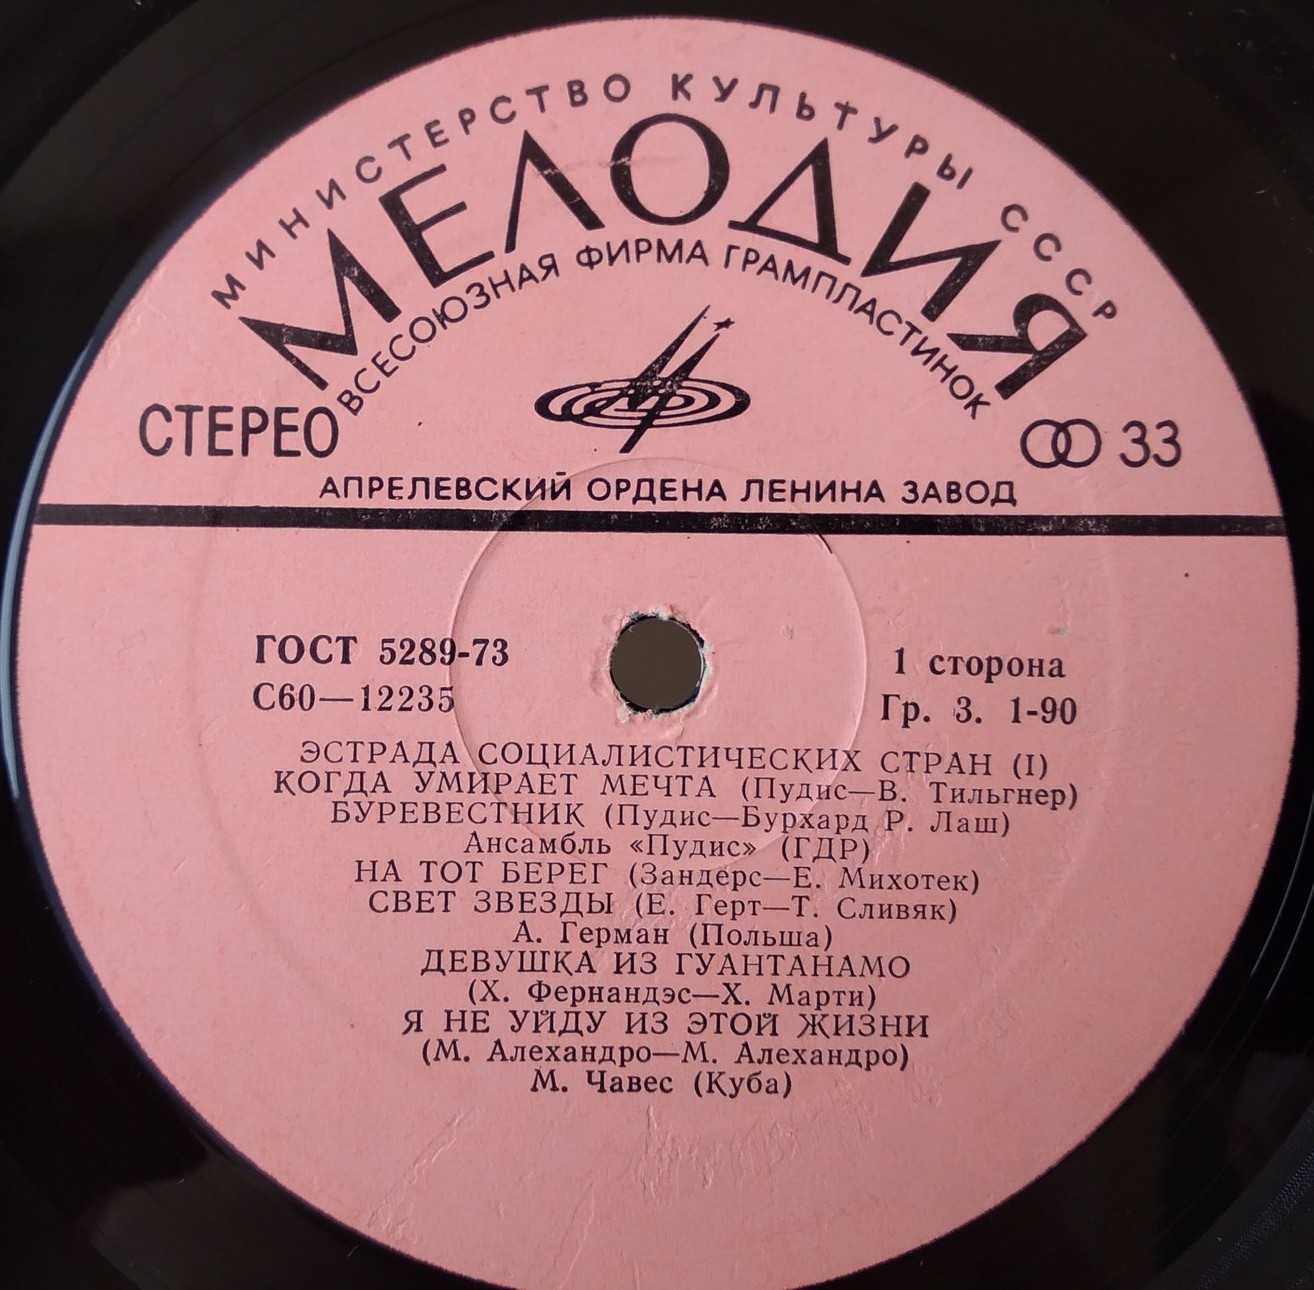 МИНИСТЕРСТВО КУЛЬТУРЫ СССР
МЕЛОДИЯ
ВСЕСОЮЗНАЯ ФИРМА ГРАМПЛАСТИНОК
СТЕРЕО
33
АПРЕЛЕВСКИЙ ОРДЕНА ЛЕНИНА ЗАВОД
ГОСТ 5289-73
С60—12235
1 сторона
Гр. 3. 1-90
ЭСТРАДА СОЦИАЛИСТИЧЕСКИХ СТРАН (I)
КОГДА УМИРАЕТ МЕЧТА (Пудис—В. Тильгнер)
БУРЕВЕСТНИК (Пудис—Бурхард Р. Лаш)
Ансамбль «Пудис» (ГДР)
НА ТОТ БЕРЕГ (Зандерс—Е. Михотек)
СВЕТ ЗВЕЗДЫ (Е. Герт—Т. Сливяк)
А. Герман (Польша)
ДЕВУШКА ИЗ ГУАНТАНАМО
(Х. Фернандэс—Х. Марти)
Я НЕ УЙДУ ИЗ ЭТОЙ ЖИЗНИ
(М. Алехандро—М. Алехандро)
М. Чавес (Куба)